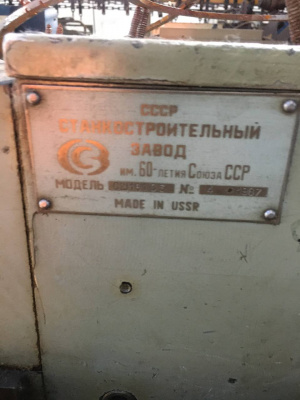 СССР
СТАНКОСТРОИТЕЛЬНЫЙ
ЗАВОД
ИМ. 60-ЛЕТИЯ СОЮЗА ССР
МОДЕЛЬ №
MADE IN USSR